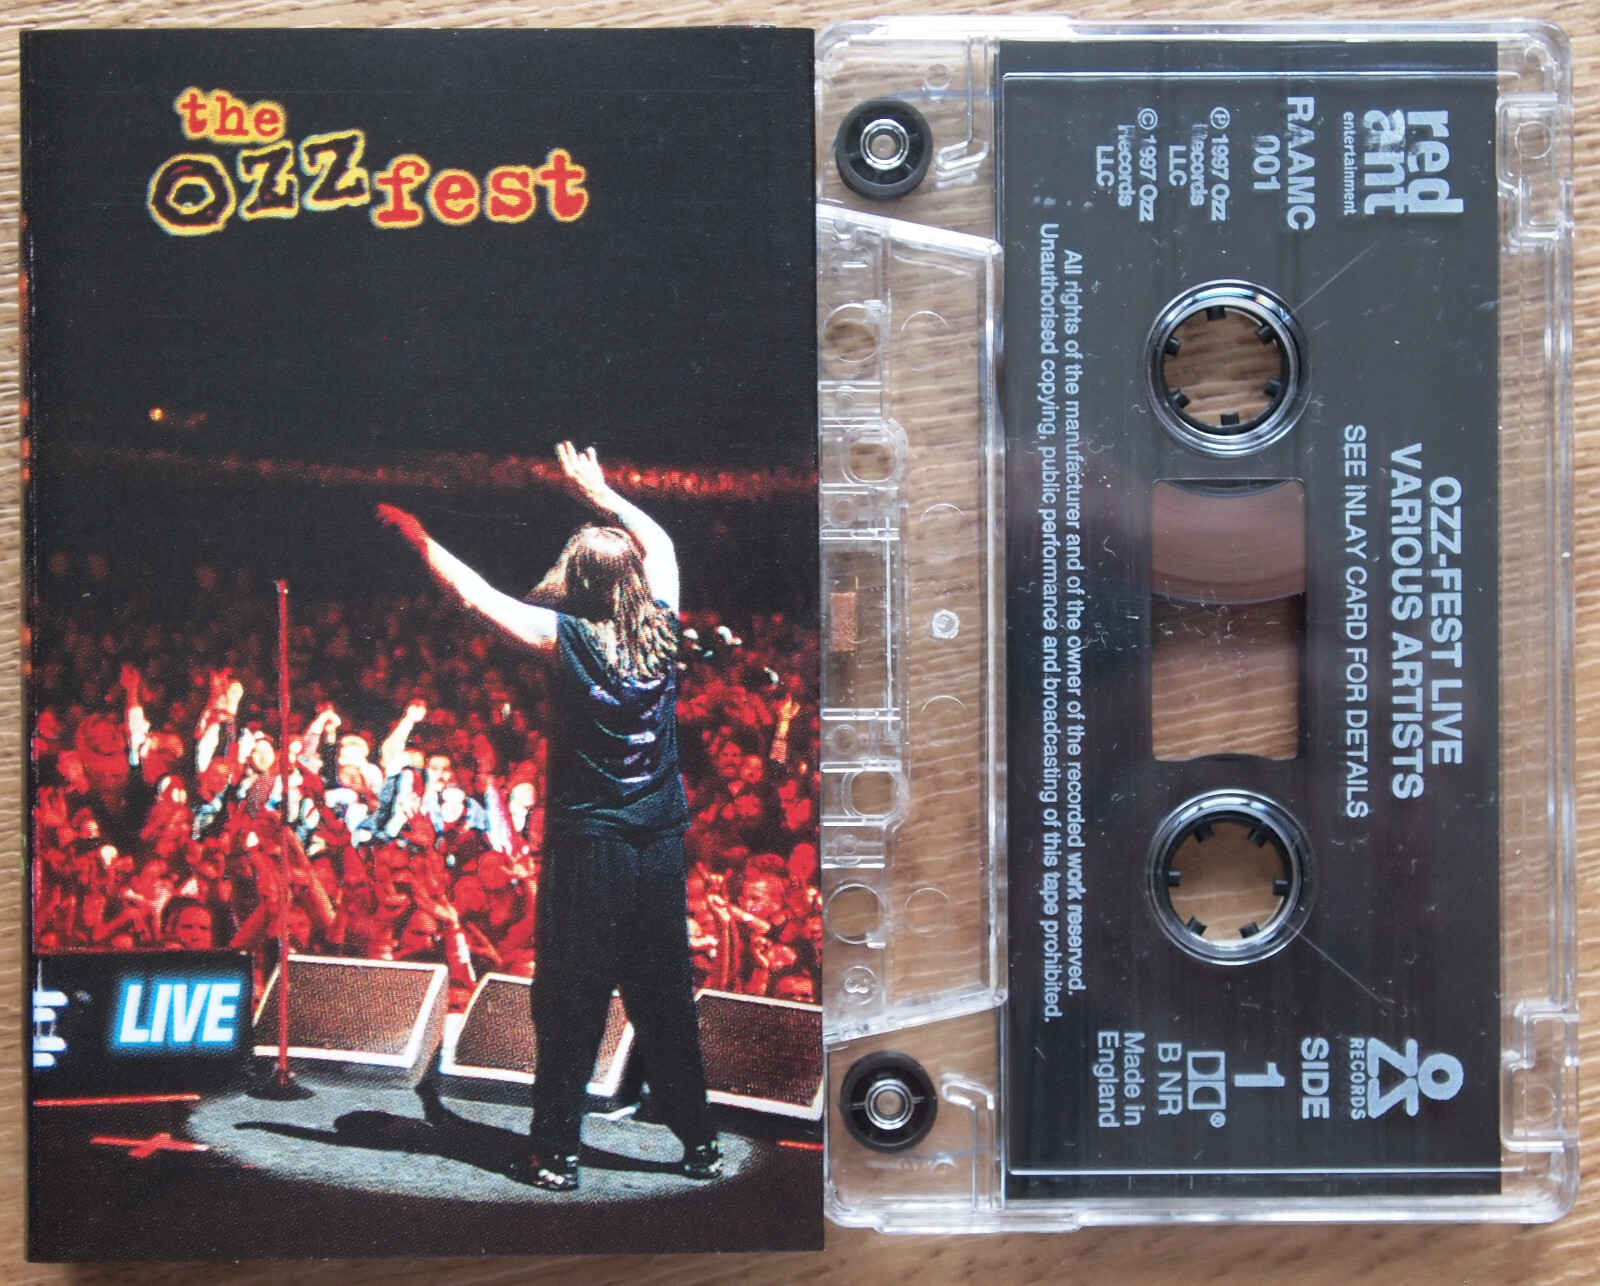 the
OZZfest
LIVE
red
ant
entertainment
RAAMC
001
℗ 1997 Ozz
Records
LLC
© 1997 Ozz
Records
LLC
OZZ-FEST LIVE
VARIOUS ARTISTS
SEE INLAY CARD FOR DETAILS
All rights of the manufacturer and of the owner of the recorded work reserved.
Unauthorised copying, public performance and broadcasting of this tape prohibited.
OZZ
RECORDS
SIDE
1
®
B NR
Made in
England